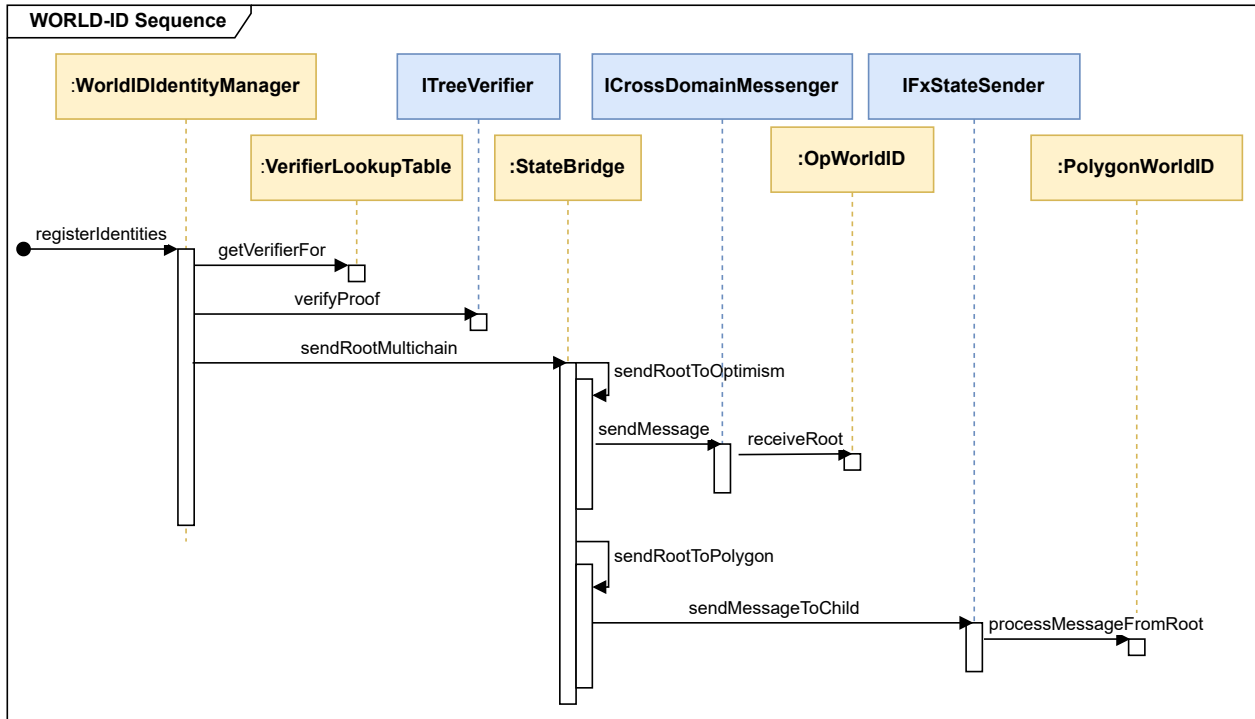 WORLD-ID Sequence
:WorldIDIdentityManager
ITreeVerifier
ICrossDomainMessenger
IFxStateSender
:VerifierLookupTable
:StateBridge
:OpWorldID
:PolygonWorldID
registerIdentities
getVerifierFor
verifyProof
sendRootMultichain
sendRootToOptimism
sendMessage
receiveRoot
sendRootToPolygon
sendMessageToChild
processMessageFromRoot